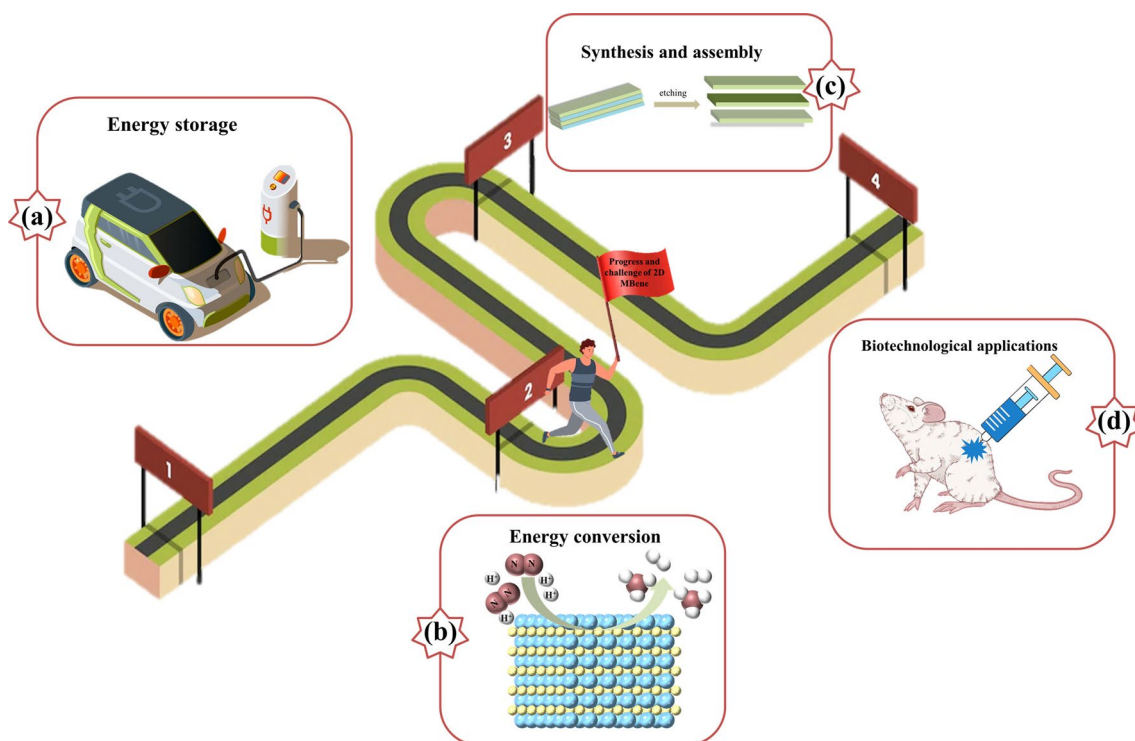 Energy storage
(a)
Synthesis and assembly
etching
(c)
3
4
Progress and
challenge of 2D
MBene
2
1
Biotechnological applications
(d)
Energy conversion
N N
H⁺
H⁺
N N
H⁺
H⁺
(b)